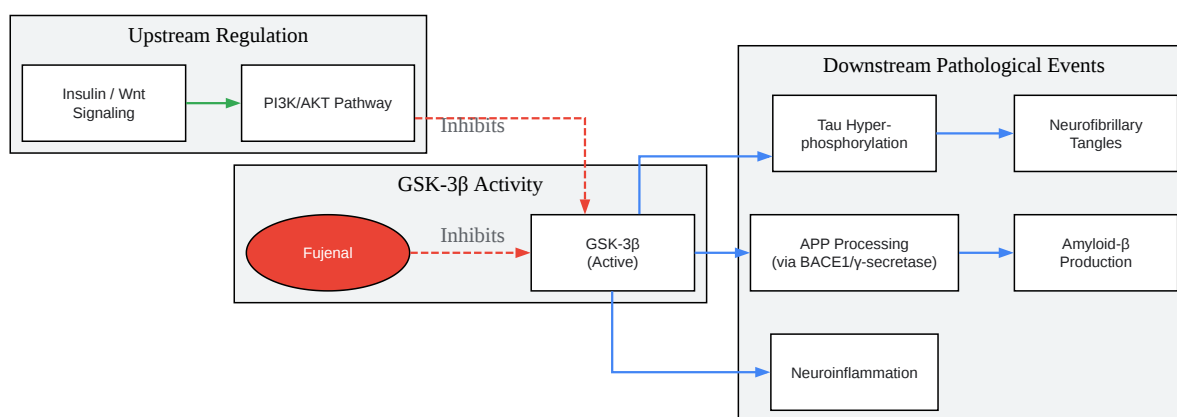 Upstream Regulation
Insulin / Wnt
Signaling
PI3K/AKT Pathway
Inhibits
GSK-3β Activity
Fujenal
Inhibits
GSK-3β
(Active)
Downstream Pathological Events
Tau Hyper-
phosphorylation
Neurofibrillary
Tangles
APP Processing
(via BACE1/γ-secretase)
Amyloid-β
Production
Neuroinflammation